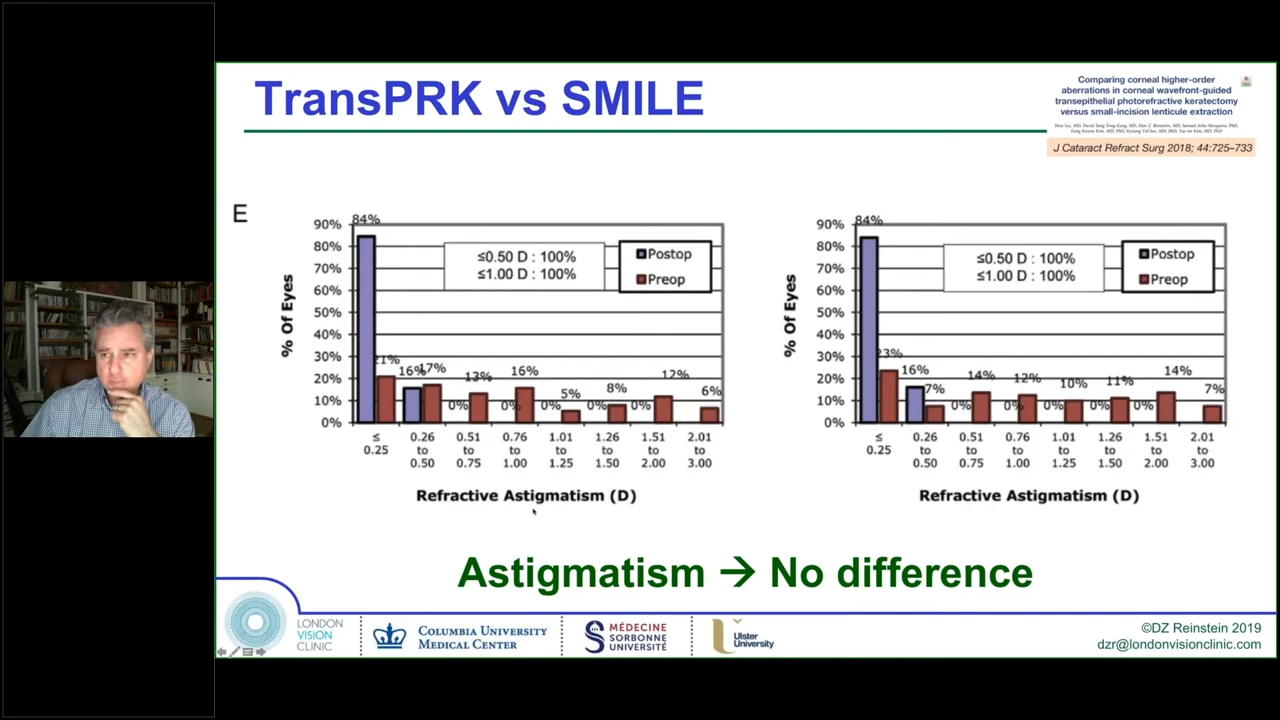 TransPRK vs SMILE
Comparing corneal higher-order
aberrations in corneal wavefront-guided
transepithelial photorefractive keratectomy
versus small-incision lenticule extraction
J Cataract Refract Surg 2018; 44:725–733
E
90%
80%
70%
60%
50%
40%
30%
20%
10%
0%
% Of Eyes
84%
≤0.50 D : 100%
≤1.00 D : 100%
Postop
Preop
21%
16%
17%
0%
13%
0%
16%
0%
5%
0%
8%
0%
12%
6%
≤
0.25
0.26
to
0.50
0.51
to
0.75
0.76
to
1.00
1.01
to
1.25
1.26
to
1.50
1.51
to
2.00
2.01
to
3.00
Refractive Astigmatism (D)
90%
80%
70%
60%
50%
40%
30%
20%
10%
0%
% Of Eyes
84%
≤0.50 D : 100%
≤1.00 D : 100%
Postop
Preop
23%
16%
7%
0%
14%
0%
12%
0%
10%
0%
11%
0%
14%
7%
≤
0.25
0.26
to
0.50
0.51
to
0.75
0.76
to
1.00
1.01
to
1.25
1.26
to
1.50
1.51
to
2.00
2.01
to
3.00
Refractive Astigmatism (D)
Astigmatism → No difference
LONDON
VISION
CLINIC
COLUMBIA UNIVERSITY
MEDICAL CENTER
MÉDECINE
SORBONNE
UNIVERSITÉ
Ulster
University
©DZ Reinstein 2019
dzr@londonvisionclinic.com